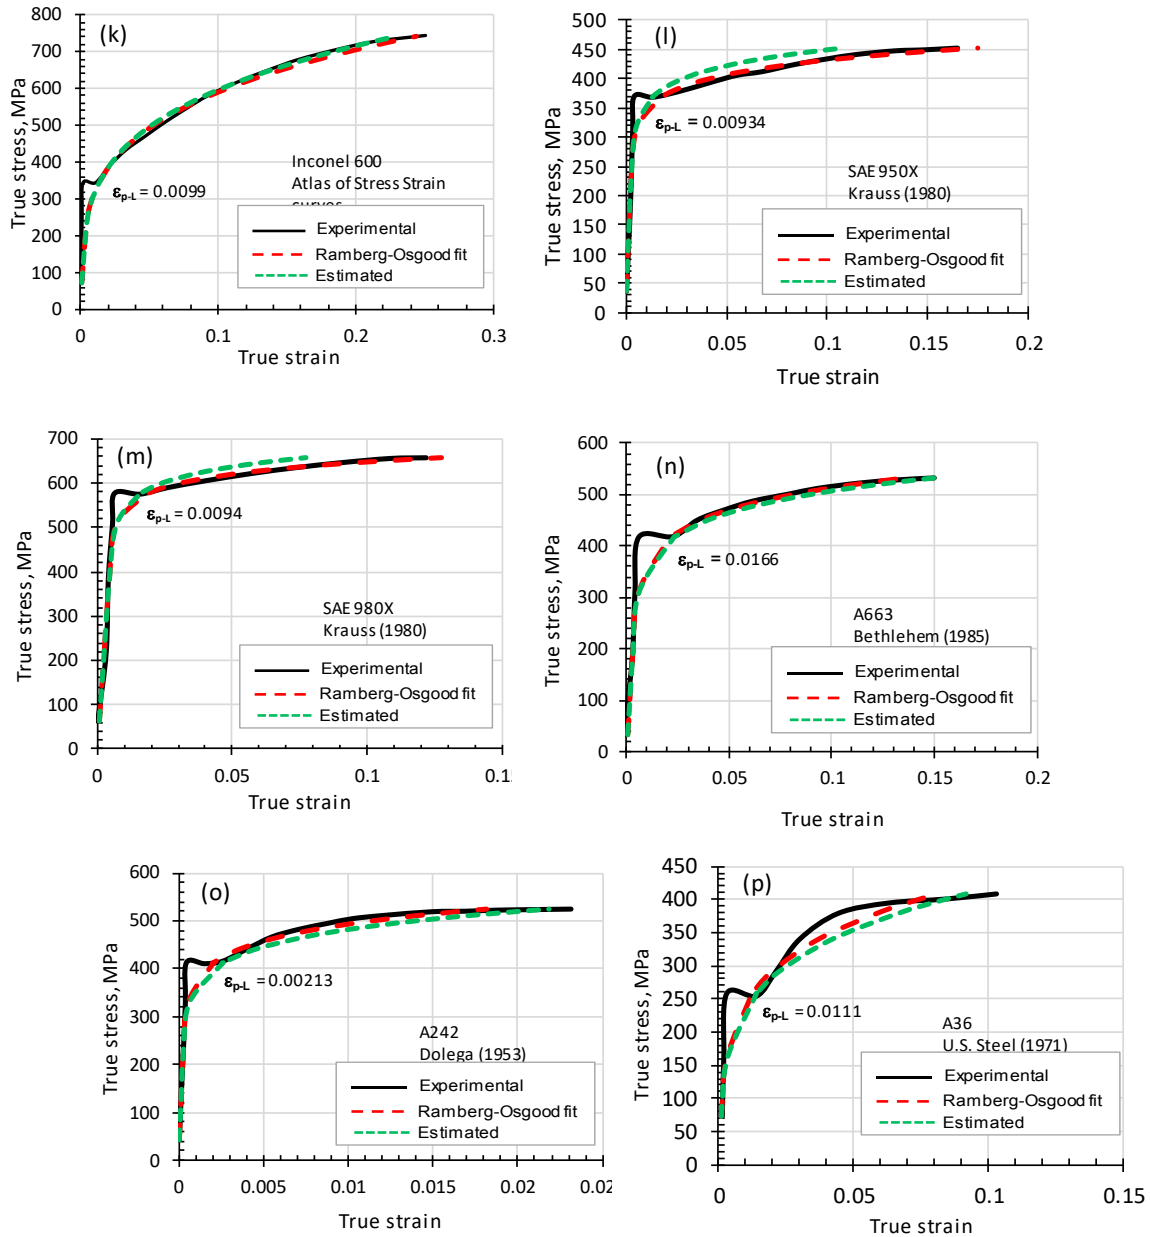 (k)
800
700
600
500
400
300
200
100
0
True stress, MPa
εp-L = 0.0099
Inconel 600
Atlas of Stress Strain
curves
Experimental
Ramberg-Osgood fit
Estimated
0 0.1 0.2 0.3
True strain
(l)
500
450
400
350
300
250
200
150
100
50
0
True stress, MPa
εp-L = 0.00934
SAE 950X
Krauss (1980)
Experimental
Ramberg-Osgood fit
Estimated
0 0.05 0.1 0.15 0.2
True strain
(m)
700
600
500
400
300
200
100
0
True stress, MPa
εp-L = 0.0094
SAE 980X
Krauss (1980)
Experimental
Ramberg-Osgood fit
Estimated
0 0.05 0.1 0.1
True strain
(n)
600
500
400
300
200
100
0
True stress, MPa
εp-L = 0.0166
A663
Bethlehem (1985)
Experimental
Ramberg-Osgood fit
Estimated
0 0.05 0.1 0.15 0.2
True strain
(o)
600
500
400
300
200
100
0
True stress, MPa
εp-L = 0.00213
A242
Dolega (1953)
Experimental
Ramberg-Osgood fit
Estimated
0 0.005 0.01 0.015 0.02 0.02
True strain
(p)
450
400
350
300
250
200
150
100
50
0
True stress, MPa
εp-L = 0.0111
A36
U.S. Steel (1971)
Experimental
Ramberg-Osgood fit
Estimated
0 0.05 0.1 0.15
True strain